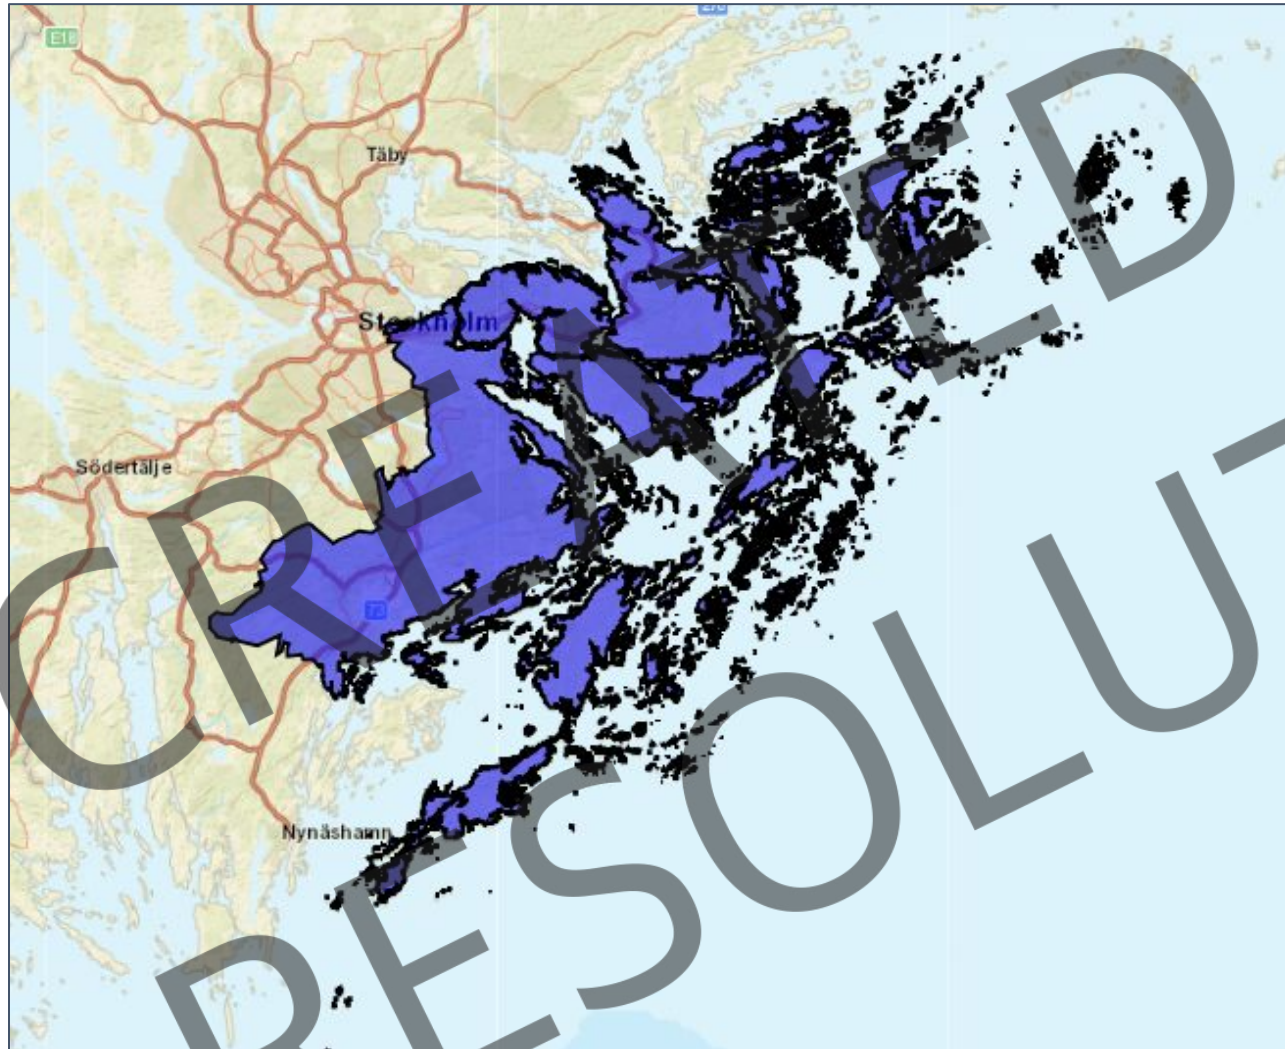 E18
Täby
Stockholm
Södertälje
73
Nynäshamn
CREATED
RESOLUT